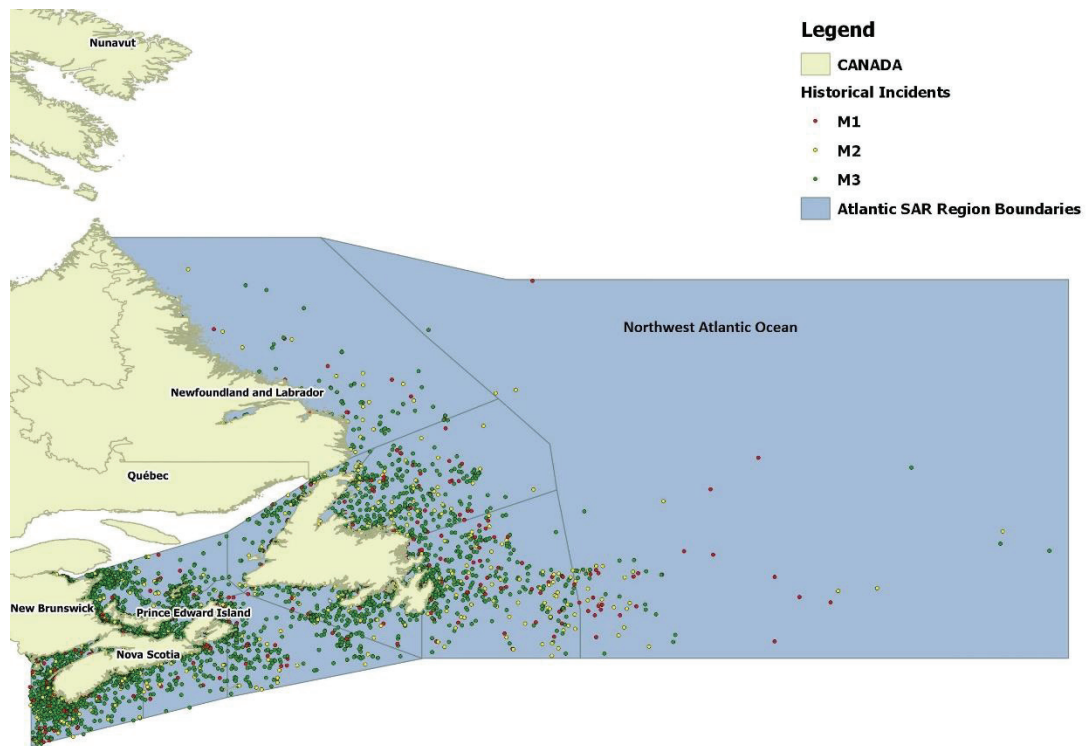 Nunavut
Legend
CANADA
Historical Incidents
M1
M2
M3
Atlantic SAR Region Boundaries
Northwest Atlantic Ocean
Newfoundland and Labrador
Québec
New Brunswick
Prince Edward Island
Nova Scotia